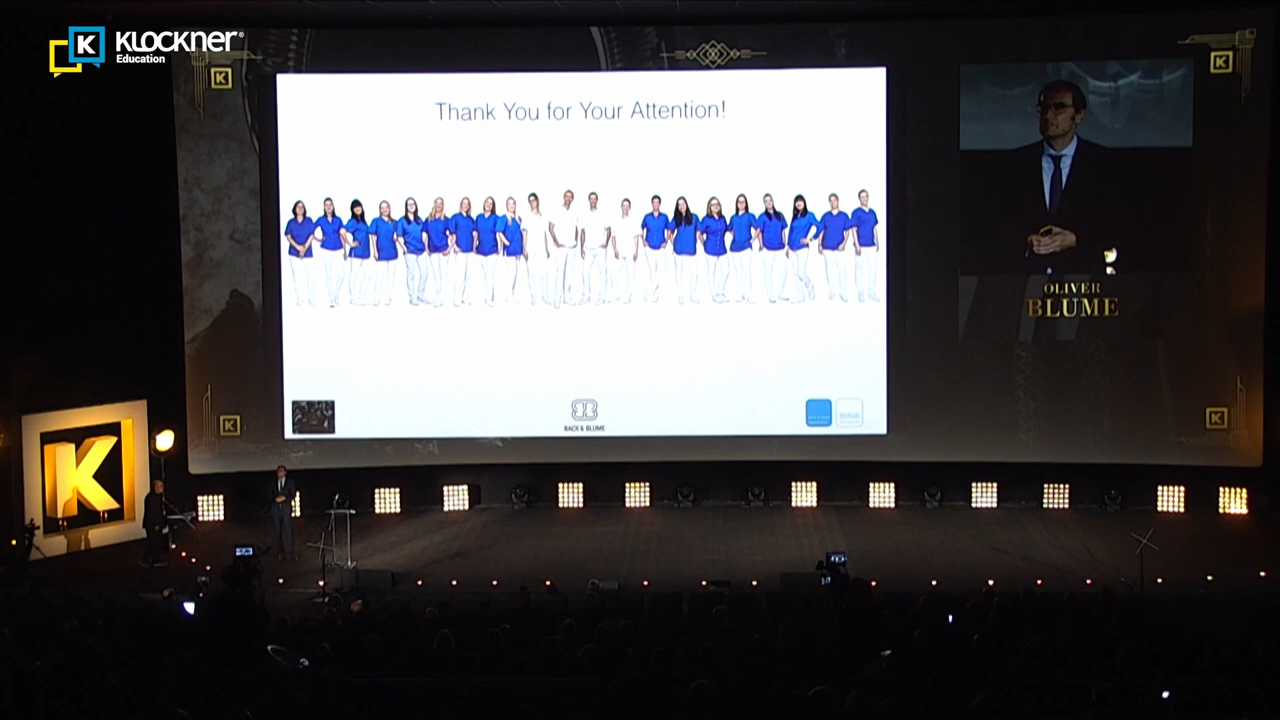 K KLOCKNER®
Education
K
K
Thank You for Your Attention!
OLIVER
BLUME
BACK & BLUME
K
K
K